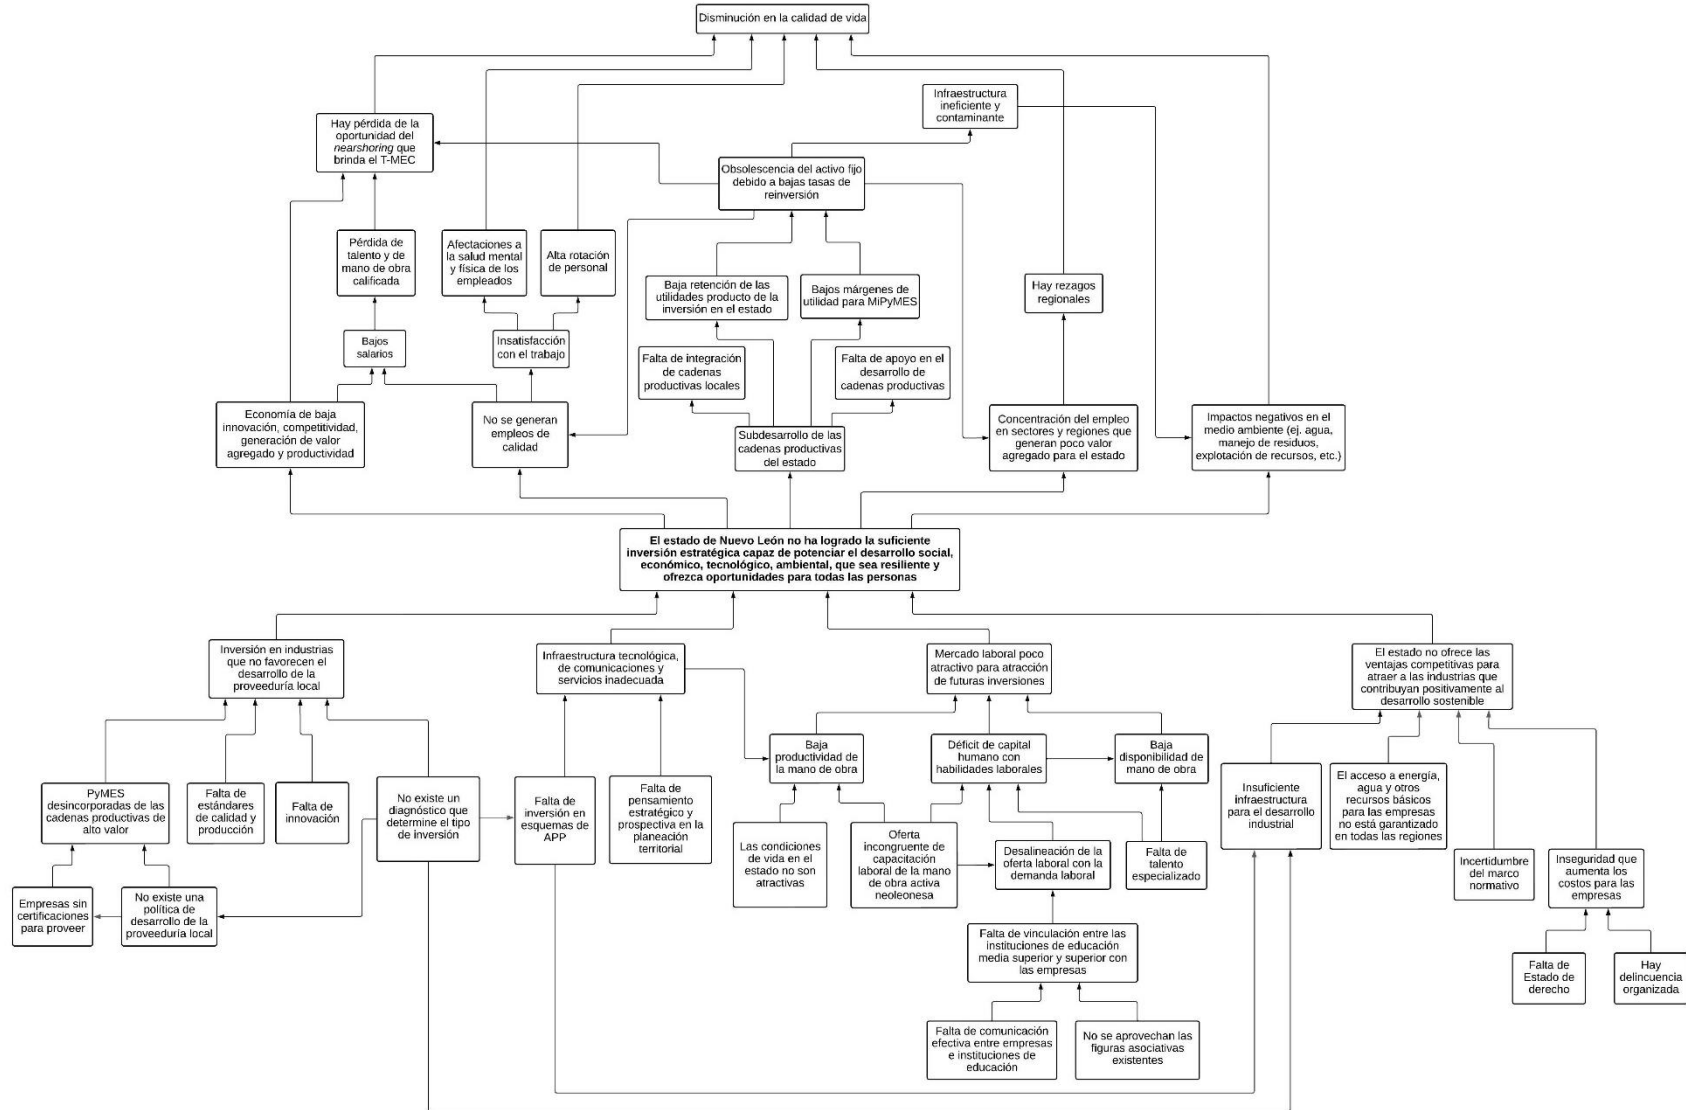 Disminución en la calidad de vida
Infraestructura
ineficiente y
contaminante
Hay pérdida de la
oportunidad del
nearshoring que
brinda el T-MEC
Obsolescencia del activo fijo
debido a bajas tasas de
reinversión
Pérdida de
talento y de
mano de obra
calificada
Afectaciones a
la salud mental
y física de los
empleados
Alta rotación
de personal
Baja retención de las
utilidades producto de la
inversión en el estado
Bajos márgenes de
utilidad para MiPyMES
Hay rezagos
regionales
Bajos
salarios
Insatisfacción
con el trabajo
Falta de integración
de cadenas
productivas locales
Falta de apoyo en el
desarrollo de
cadenas productivas
Economía de baja
innovación, competitividad,
generación de valor
agregado y productividad
No se generan
empleos de
calidad
Subdesarrollo de las
cadenas productivas
del estado
Concentración del empleo
en sectores y regiones que
generan poco valor
agregado para el estado
Impactos negativos en el
medio ambiente (ej. agua,
manejo de residuos,
explotación de recursos, etc.)
El estado de Nuevo León no ha logrado la suficiente
inversión estratégica capaz de potenciar el desarrollo social,
económico, tecnológico, ambiental, que sea resiliente y
ofrezca oportunidades para todas las personas
Inversión en industrias
que no favorecen el
desarrollo de la
proveeduría local
Infraestructura tecnológica,
de comunicaciones y
servicios inadecuada
Mercado laboral poco
atractivo para atracción
de futuras inversiones
El estado no ofrece las
ventajas competitivas para
atraer a las industrias que
contribuyan positivamente al
desarrollo sostenible
Baja
productividad de
la mano de obra
Déficit de capital
humano con
habilidades laborales
Baja
disponibilidad de
mano de obra
PyMES
desincorporadas de las
cadenas productivas de
alto valor
Falta de
estándares
de calidad y
producción
Falta de
innovación
No existe un
diagnóstico que
determine el tipo
de inversión
Falta de
inversión en
esquemas de
APP
Falta de
pensamiento
estratégico y
prospectiva en la
planeación
territorial
Insuficiente
infraestructura
para el desarrollo
industrial
El acceso a energía,
agua y otros
recursos básicos
para las empresas
no está garantizado
en todas las regiones
Las condiciones
de vida en el
estado no son
atractivas
Oferta
incongruente de
capacitación
laboral de la mano
de obra activa
neoleonesa
Desalineación de la
oferta laboral con la
demanda laboral
Falta de
talento
especializado
Incertidumbre
del marco
normativo
Inseguridad que
aumenta los
costos para las
empresas
Empresas sin
certificaciones
para proveer
No existe una
política de
desarrollo de la
proveeduría local
Falta de vinculación entre las
instituciones de educación
media superior y superior con
las empresas
Falta de
Estado de
derecho
Hay
delincuencia
organizada
Falta de comunicación
efectiva entre empresas
e instituciones de
educación
No se aprovechan las
figuras asociativas
existentes